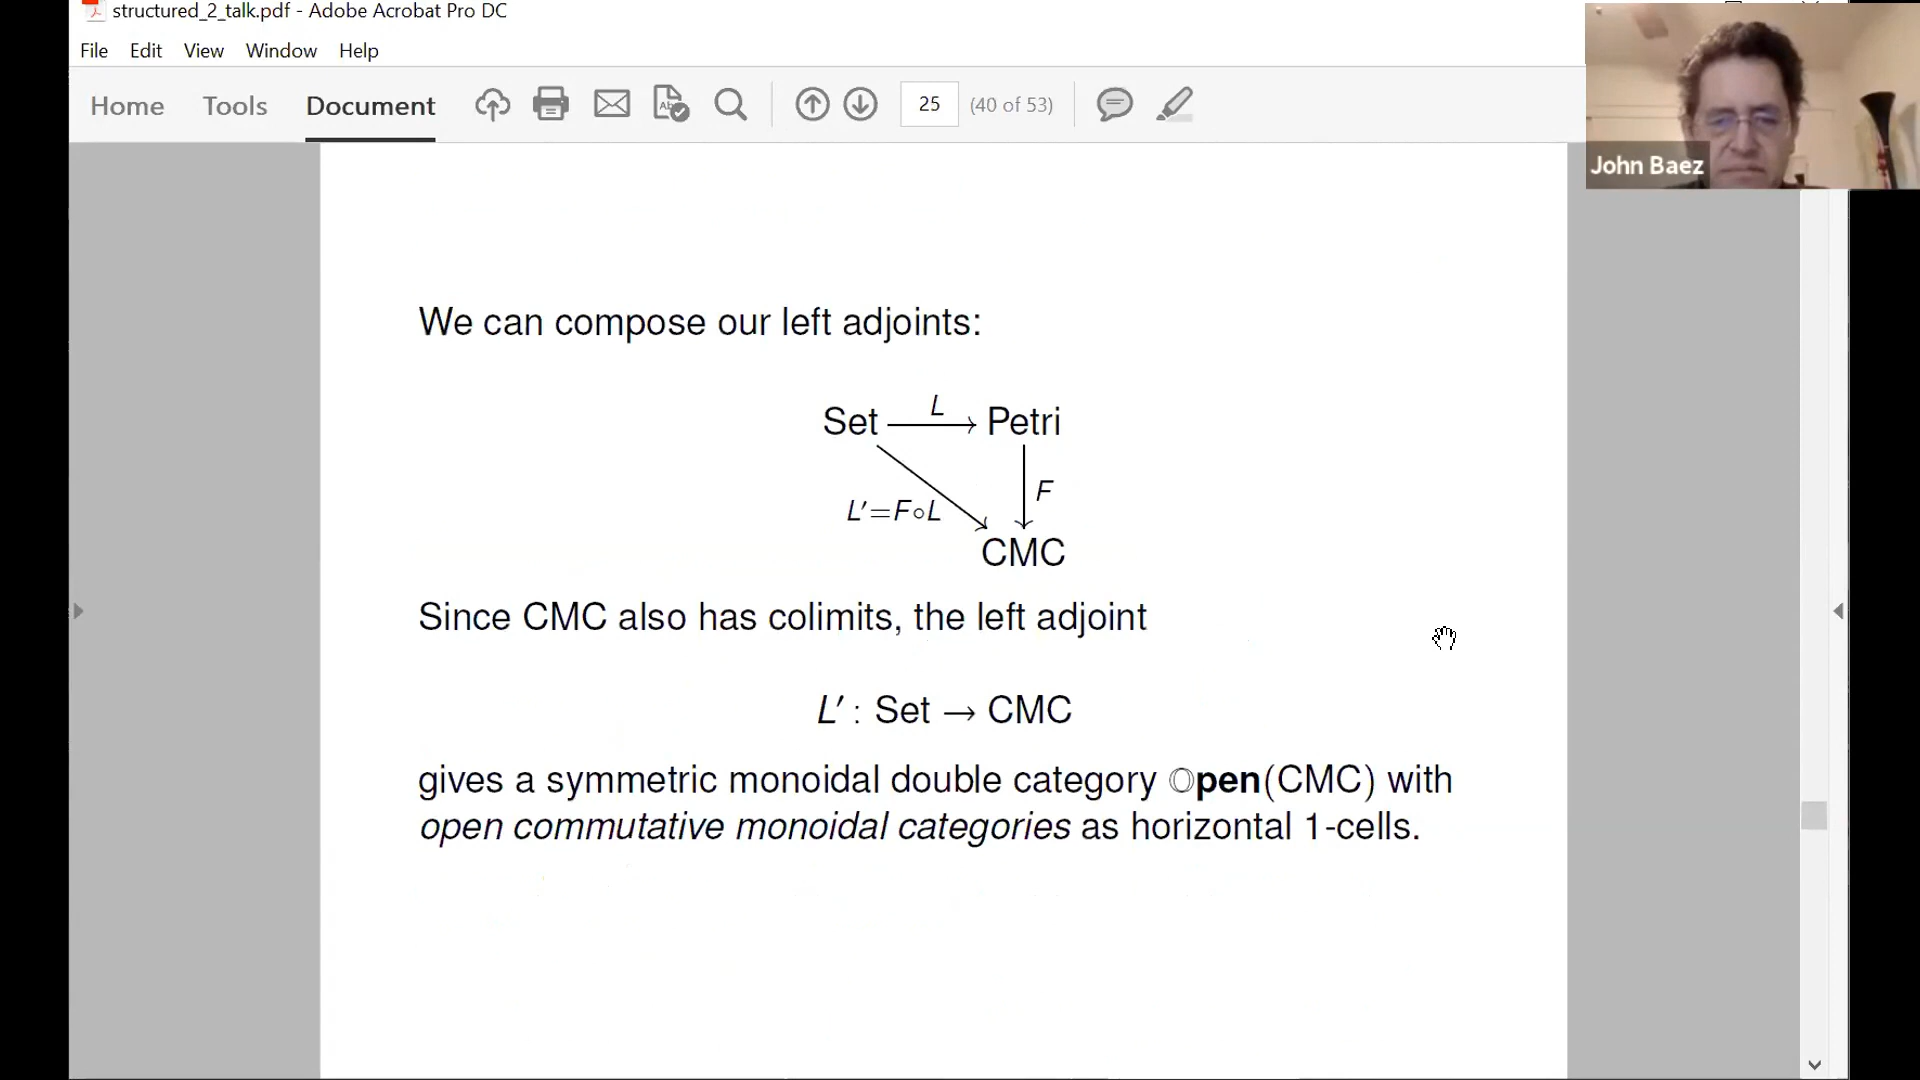 structured_2_talk.pdf - Adobe Acrobat Pro DC
File Edit View Window Help
Home Tools Document 25 (40 of 53)
John Baez
We can compose our left adjoints:
Set L Petri
L′=F∘L F
CMC
Since CMC also has colimits, the left adjoint
L′ : Set → CMC
gives a symmetric monoidal double category 𝕆pen(CMC) with
open commutative monoidal categories as horizontal 1-cells.